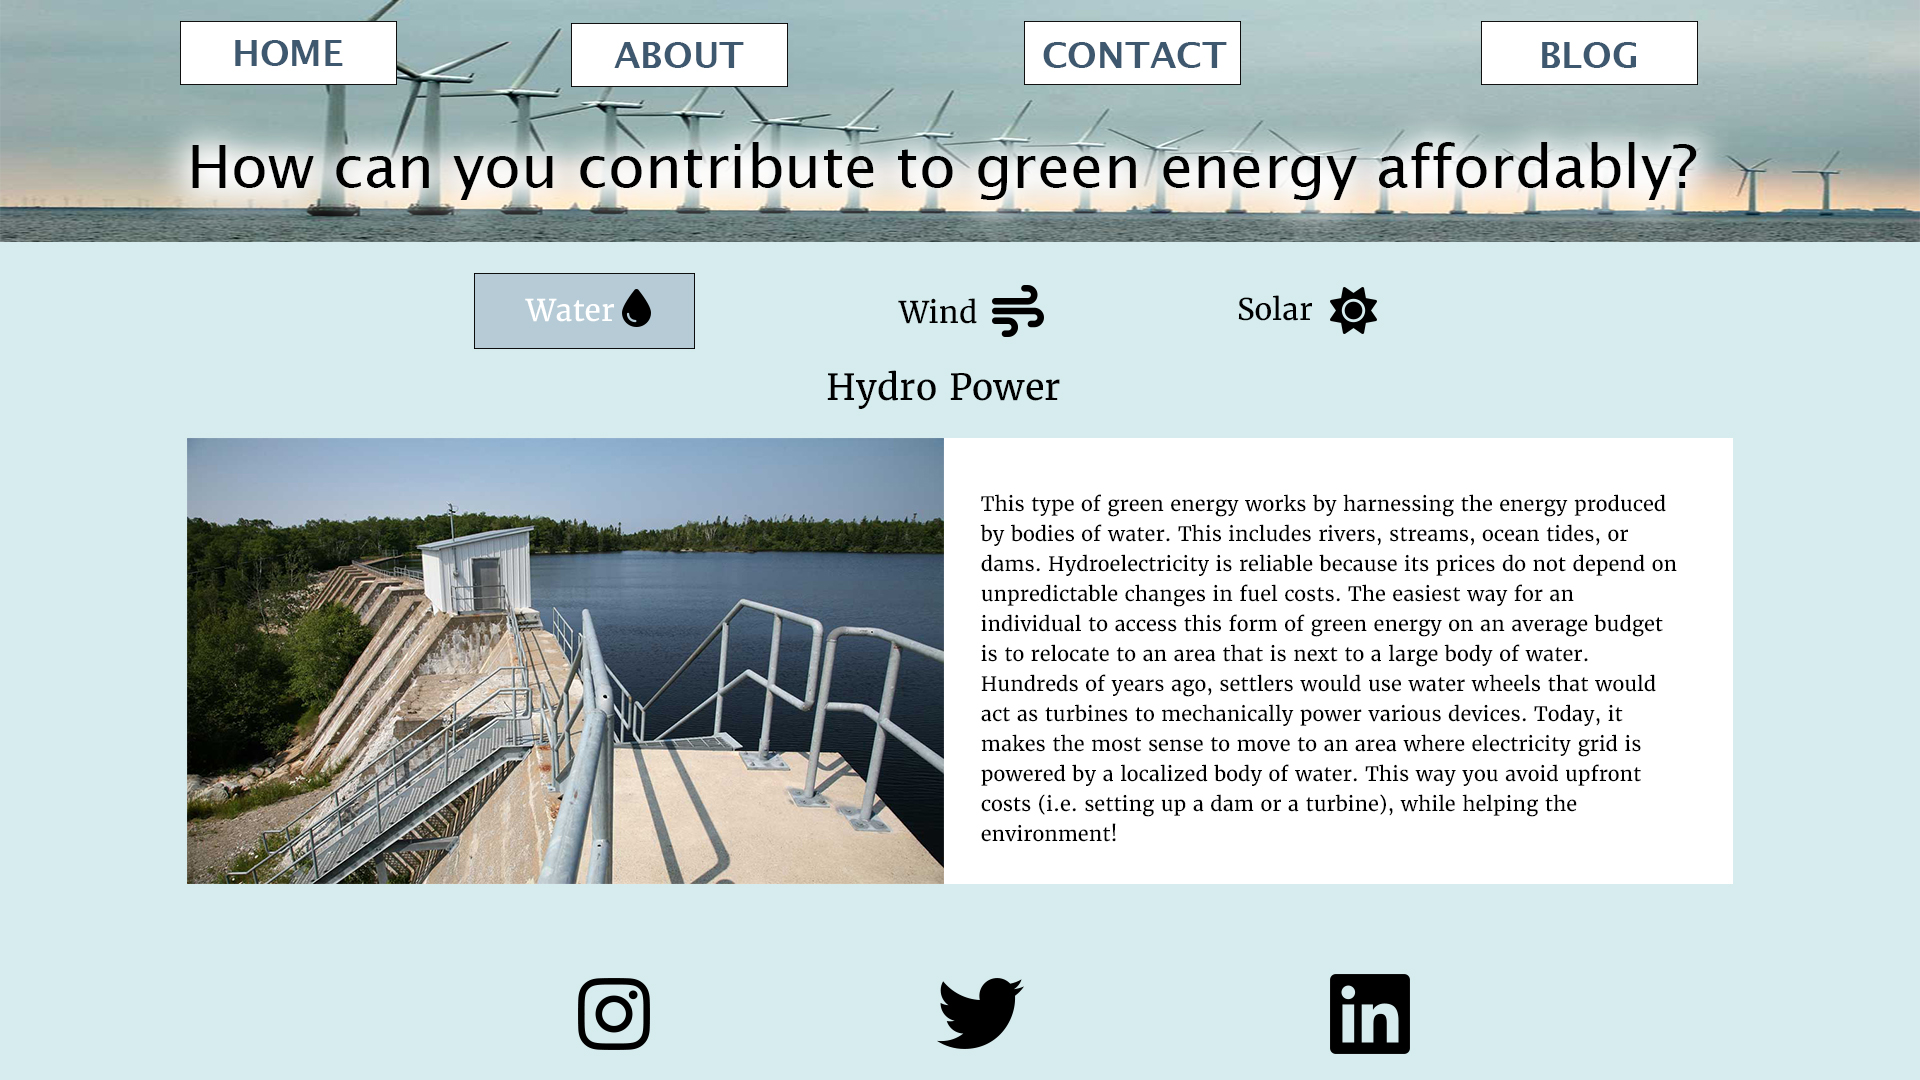 HOME
ABOUT
CONTACT
BLOG
How can you contribute to green energy affordably?
Water
Wind
Solar
Hydro Power
This type of green energy works by harnessing the energy produced
by bodies of water. This includes rivers, streams, ocean tides, or
dams. Hydroelectricity is reliable because its prices do not depend on
unpredictable changes in fuel costs. The easiest way for an
individual to access this form of green energy on an average budget
is to relocate to an area that is next to a large body of water.
Hundreds of years ago, settlers would use water wheels that would
act as turbines to mechanically power various devices. Today, it
makes the most sense to move to an area where electricity grid is
powered by a localized body of water. This way you avoid upfront
costs (i.e. setting up a dam or a turbine), while helping the
environment!
in